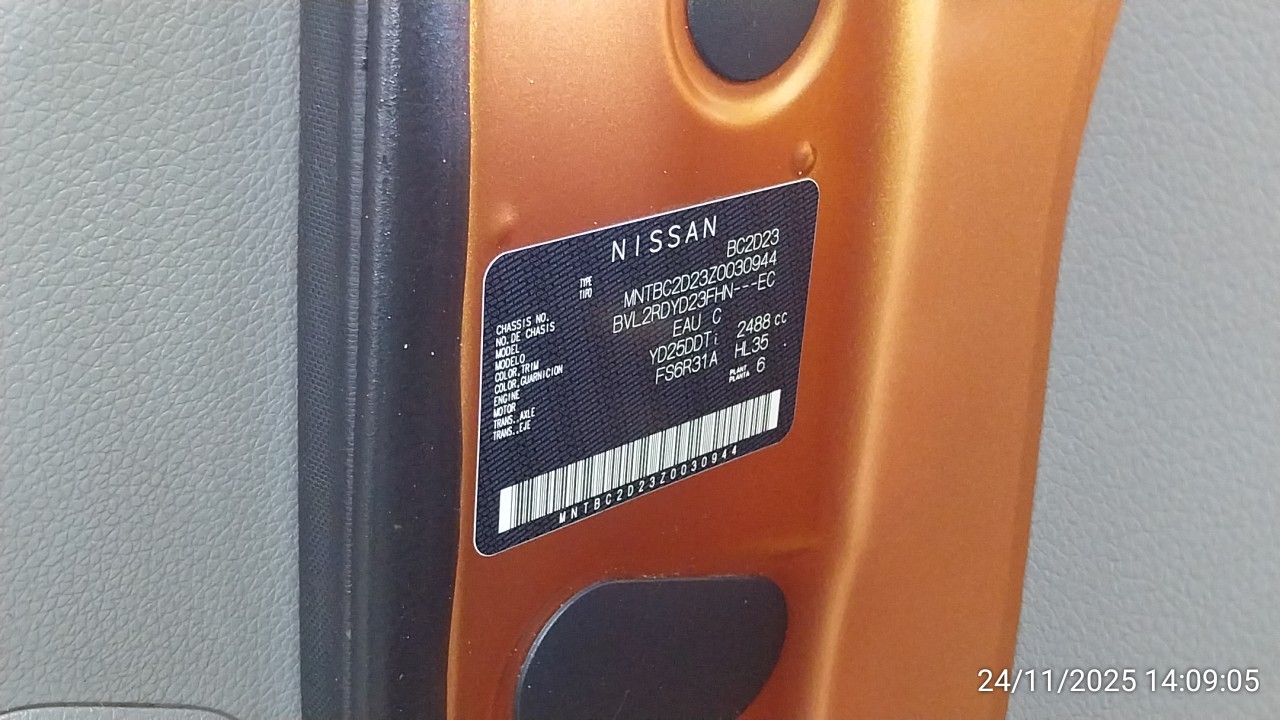 NISSAN
TYPE BC2D23
TIPO
CHASSIS NO. MNTBC2D23Z0030944
NO. DE CHASIS
MODEL BVL2RDYD23FHN---EC
MODELO
COLOR,TRIM EAU C
COLOR,GUARNICION
ENGINE YD25DDTi 2488 cc
MOTOR
TRANS.,AXLE FS6R31A HL35
TRANS.,EJE
PLANT 6
PLANTA
MNTBC2D23Z0030944
24/11/2025 14:09:05